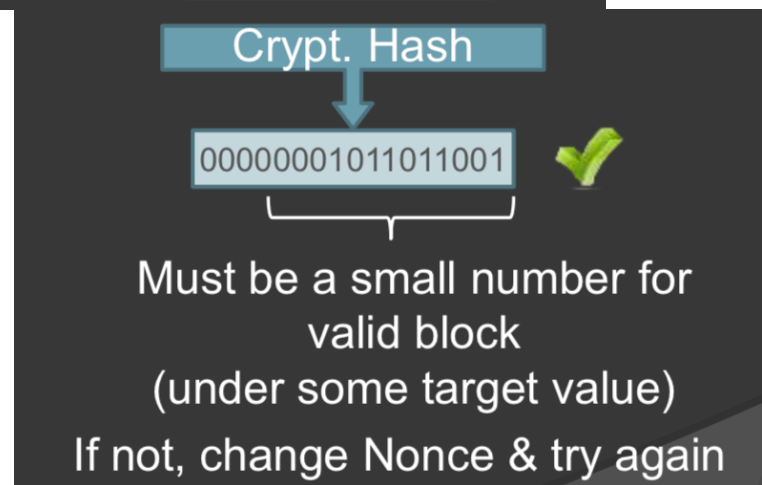 Crypt. Hash
00000001011011001
Must be a small number for
valid block
(under some target value)
If not, change Nonce & try again